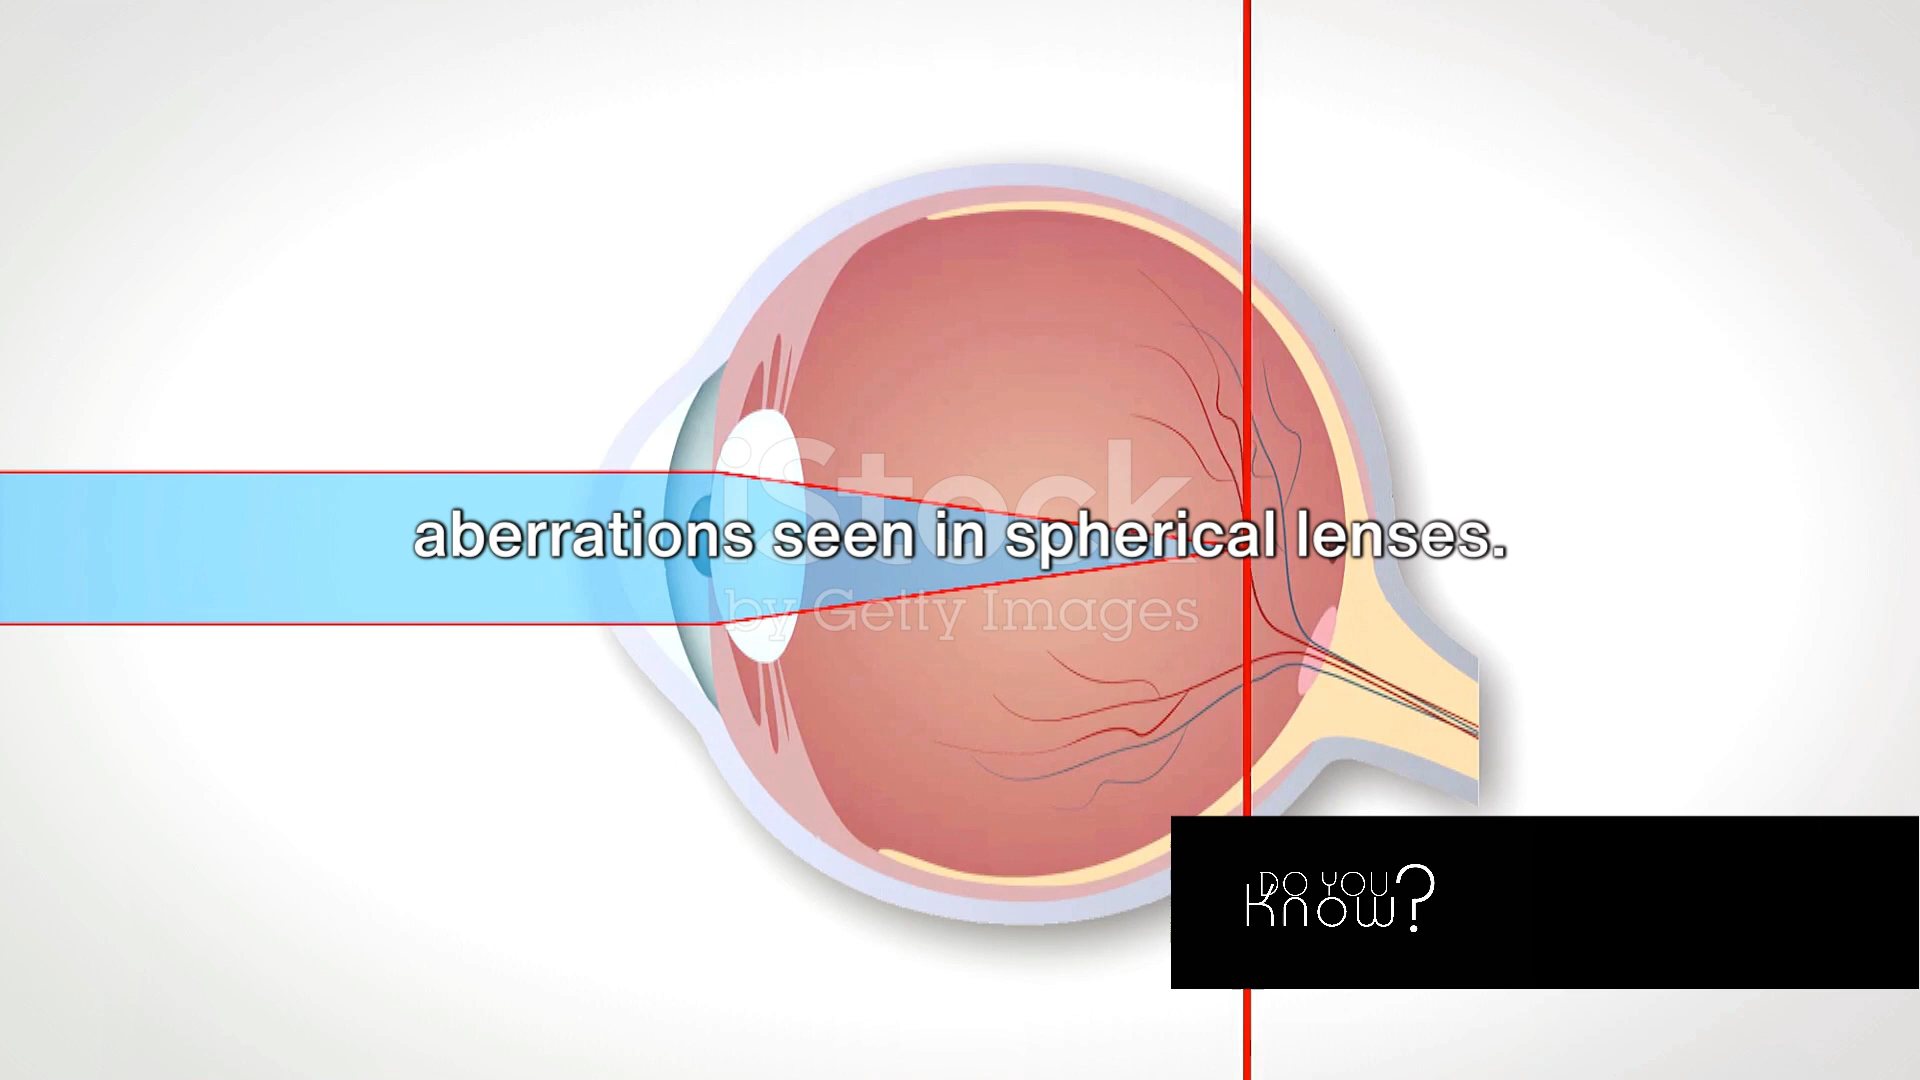 iStock
aberrations seen in spherical lenses.
by Getty Images
DO YOU
KNOW?